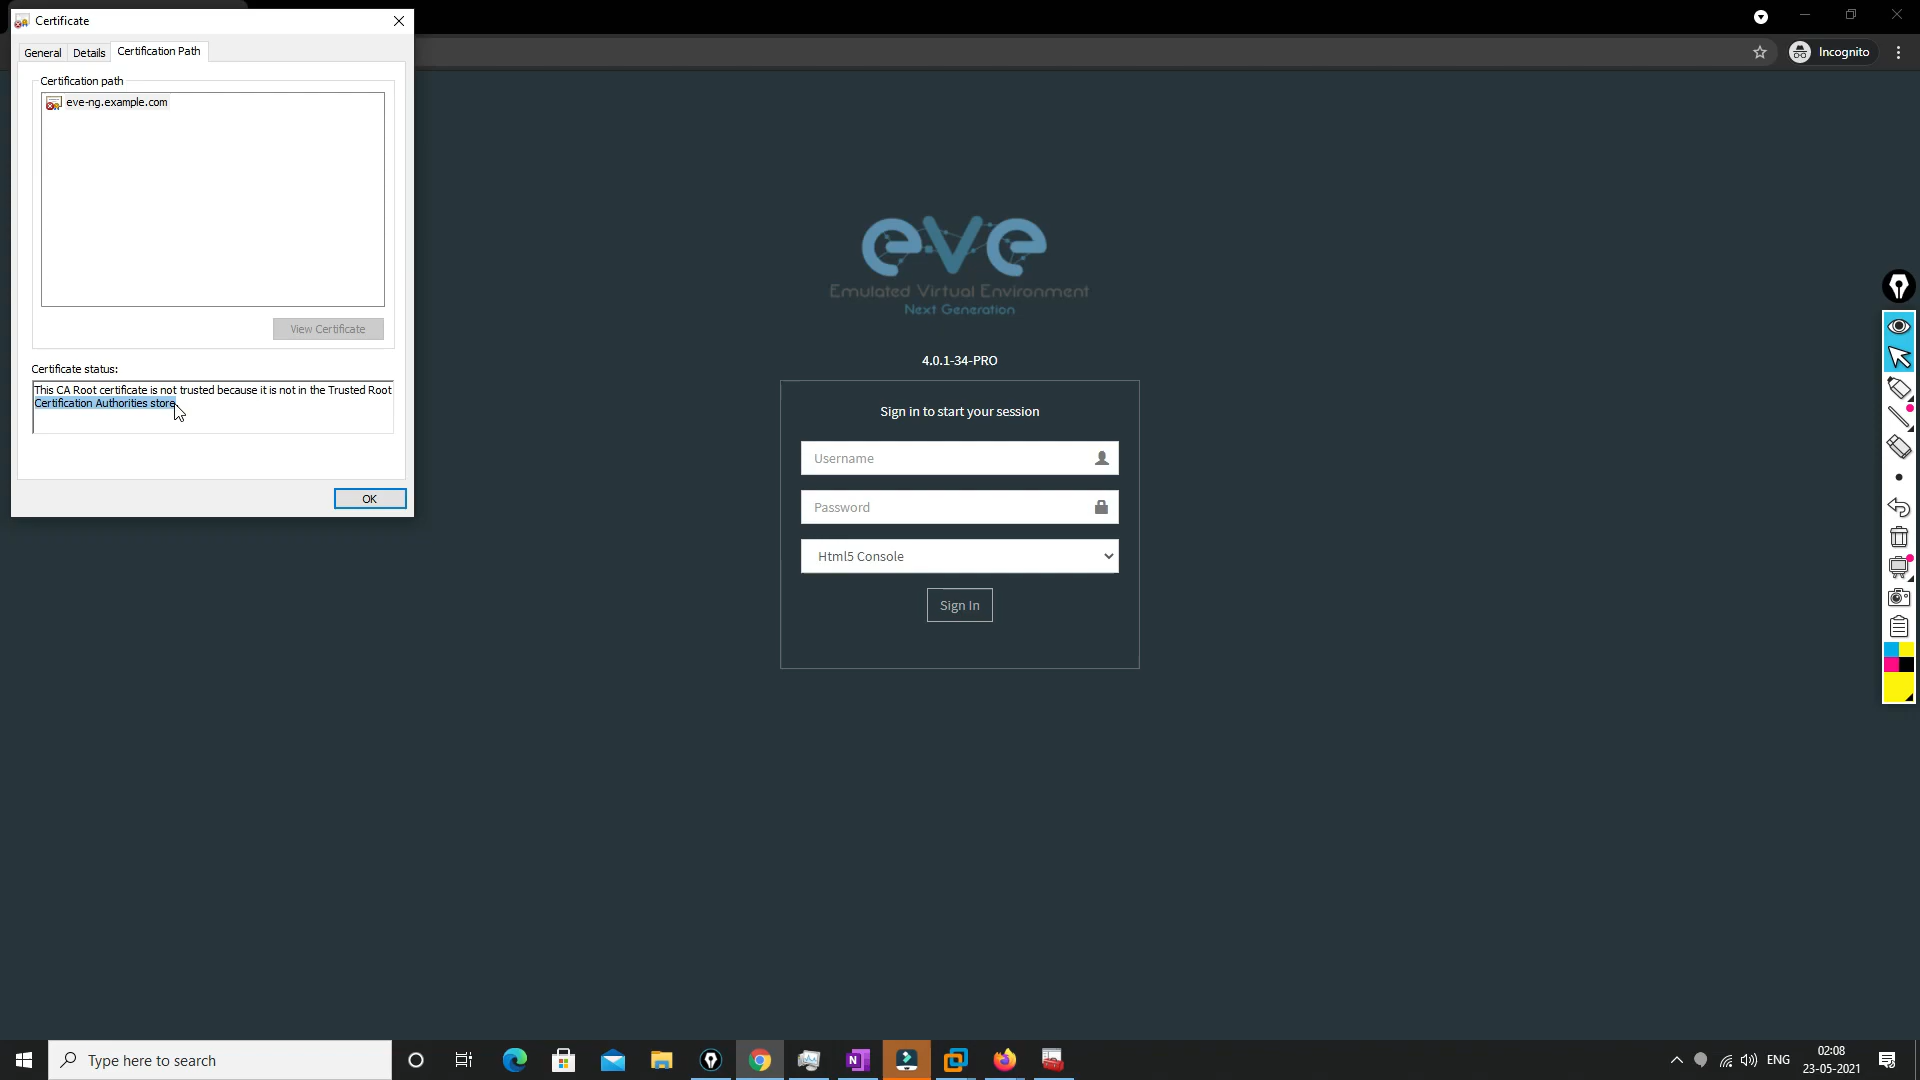 Certificate
General
Details
Certification Path
Certification path
eve-ng.example.com
View Certificate
Certificate status:
This CA Root certificate is not trusted because it is not in the Trusted Root
Certification Authorities store
OK
Incognito
eve
Emulated Virtual Environment
Next Generation
4.0.1-34-PRO
Sign in to start your session
Username
Password
Html5 Console
Sign In
Type here to search
N
ENG
02:08
23-05-2021